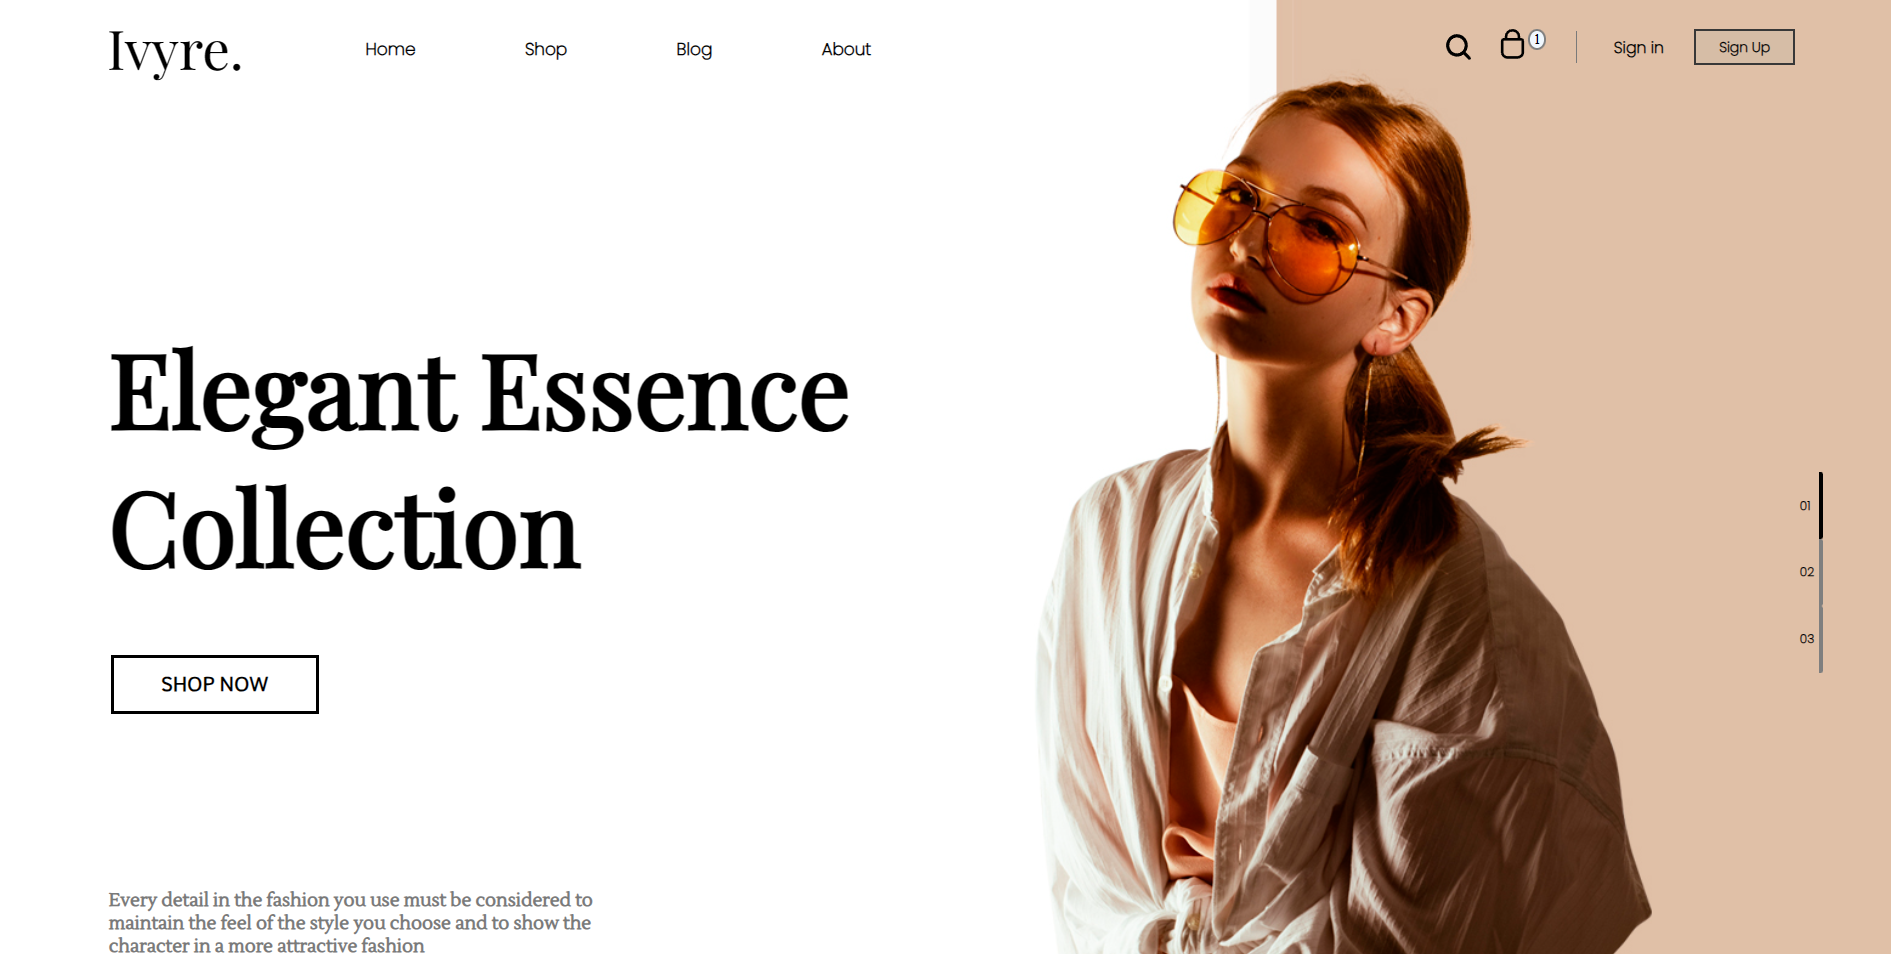 Ivyre.
Home
Shop
Blog
About
1
Sign in
Sign Up
Elegant Essence
Collection
SHOP NOW
01
02
03
Every detail in the fashion you use must be considered to
maintain the feel of the style you choose and to show the
character in a more attractive fashion